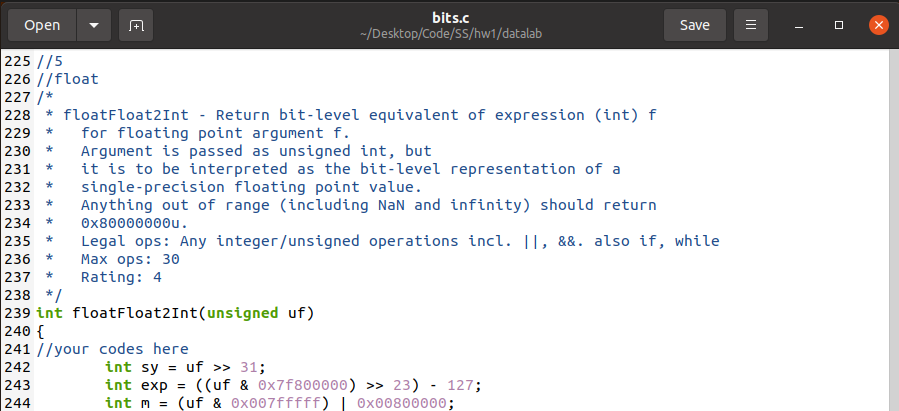 Open
bits.c
~/Desktop/Code/SS/hw1/datalab
Save
225 //5
226 //float
227 /*
228  * floatFloat2Int - Return bit-level equivalent of expression (int) f
229  *   for floating point argument f.
230  *   Argument is passed as unsigned int, but
231  *   it is to be interpreted as the bit-level representation of a
232  *   single-precision floating point value.
233  *   Anything out of range (including NaN and infinity) should return
234  *   0x80000000u.
235  *   Legal ops: Any integer/unsigned operations incl. ||, &&. also if, while
236  *   Max ops: 30
237  *   Rating: 4
238  */
239 int floatFloat2Int(unsigned uf)
240 {
241 //your codes here
242         int sy = uf >> 31;
243         int exp = ((uf & 0x7f800000) >> 23) - 127;
244         int m = (uf & 0x007fffff) | 0x00800000;